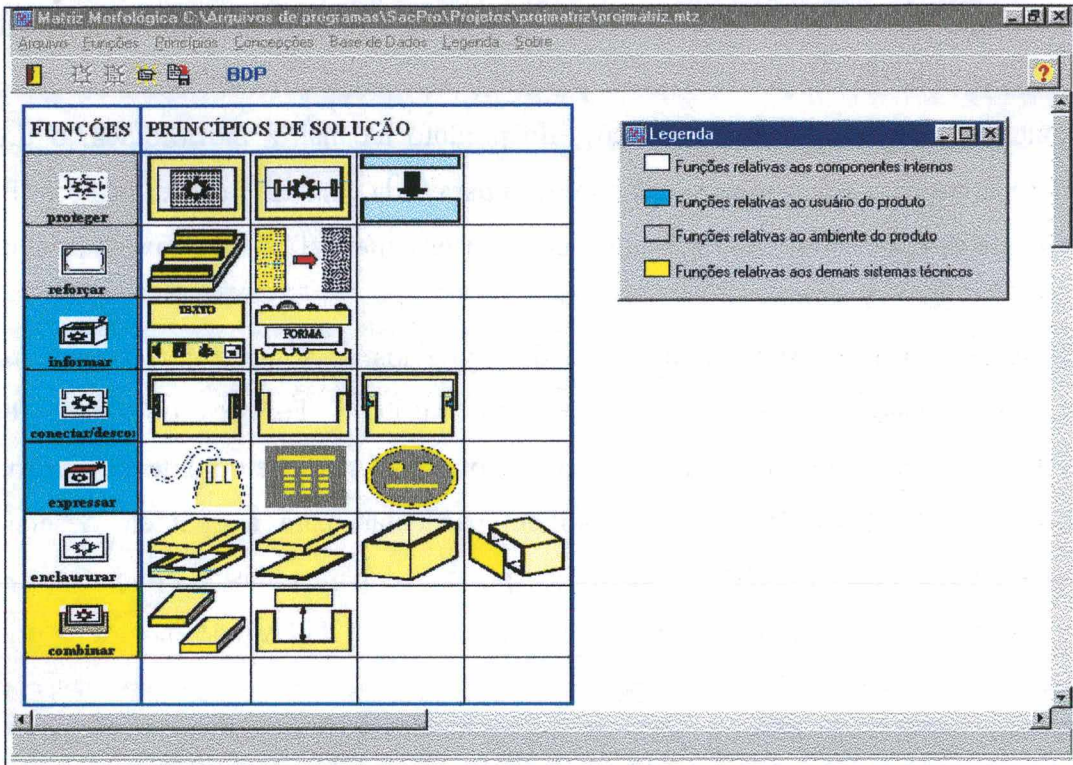 Matriz Morfológica C:\Arquivos de programas\SacPro\Projetos\projmatriz\projmatriz.mtz
Arquivo Funções Princípios Concepções Base de Dados Legenda Sobre
BDP
FUNÇÕES PRINCÍPIOS DE SOLUÇÃO
proteger
reforçar
informar
TEXTO
FORMA
conectar/desco
expressar
enclausurar
combinar
Legenda
Funções relativas aos componentes internos
Funções relativas ao usuário do produto
Funções relativas ao ambiente do produto
Funções relativas aos demais sistemas técnicos